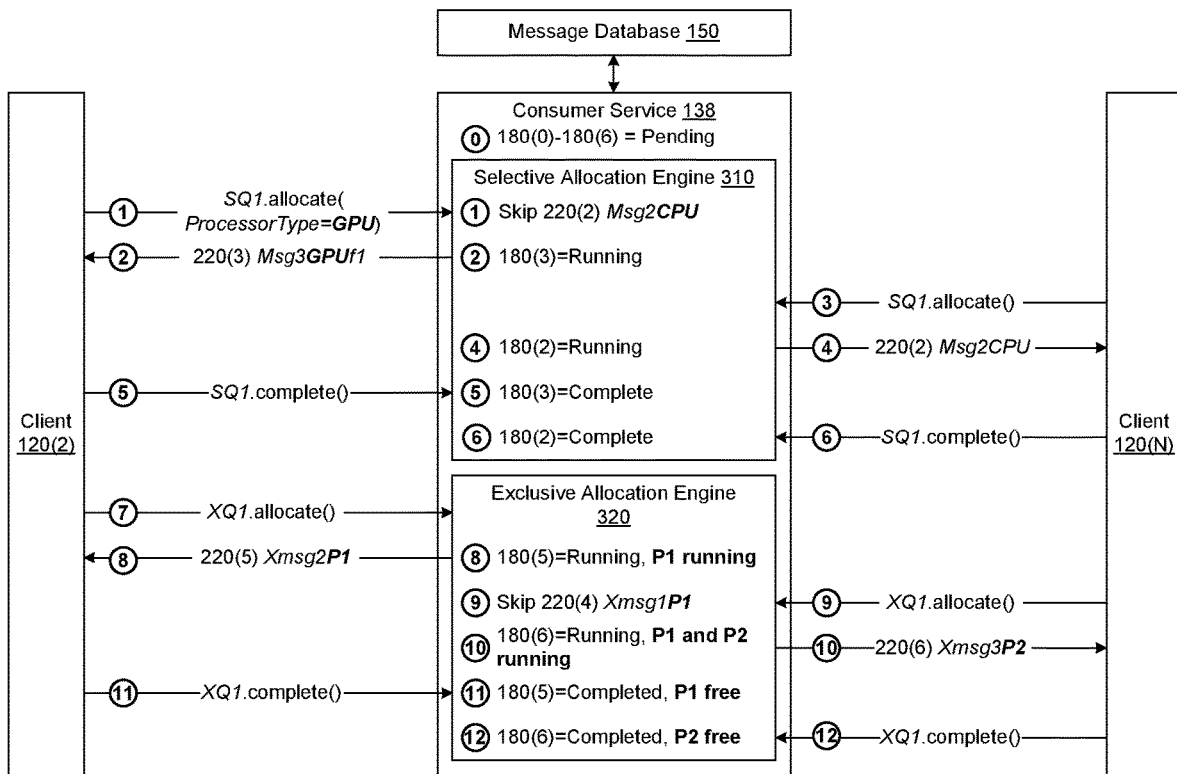 Message Database 150
Consumer Service 138
0 180(0)-180(6) = Pending
Selective Allocation Engine 310
1 SQ1.allocate(
ProcessorType=GPU)
1 Skip 220(2) Msg2CPU
2 220(3) Msg3GPUf1
2 180(3)=Running
3 SQ1.allocate()
4 180(2)=Running
4 220(2) Msg2CPU
5 SQ1.complete()
5 180(3)=Complete
6 180(2)=Complete
6 SQ1.complete()
Client
120(2)
Client
120(N)
Exclusive Allocation Engine
320
7 XQ1.allocate()
8 220(5) Xmsg2P1
8 180(5)=Running, P1 running
9 Skip 220(4) Xmsg1P1
9 XQ1.allocate()
10 180(6)=Running, P1 and P2
running
10 220(6) Xmsg3P2
11 XQ1.complete()
11 180(5)=Completed, P1 free
12 180(6)=Completed, P2 free
12 XQ1.complete()